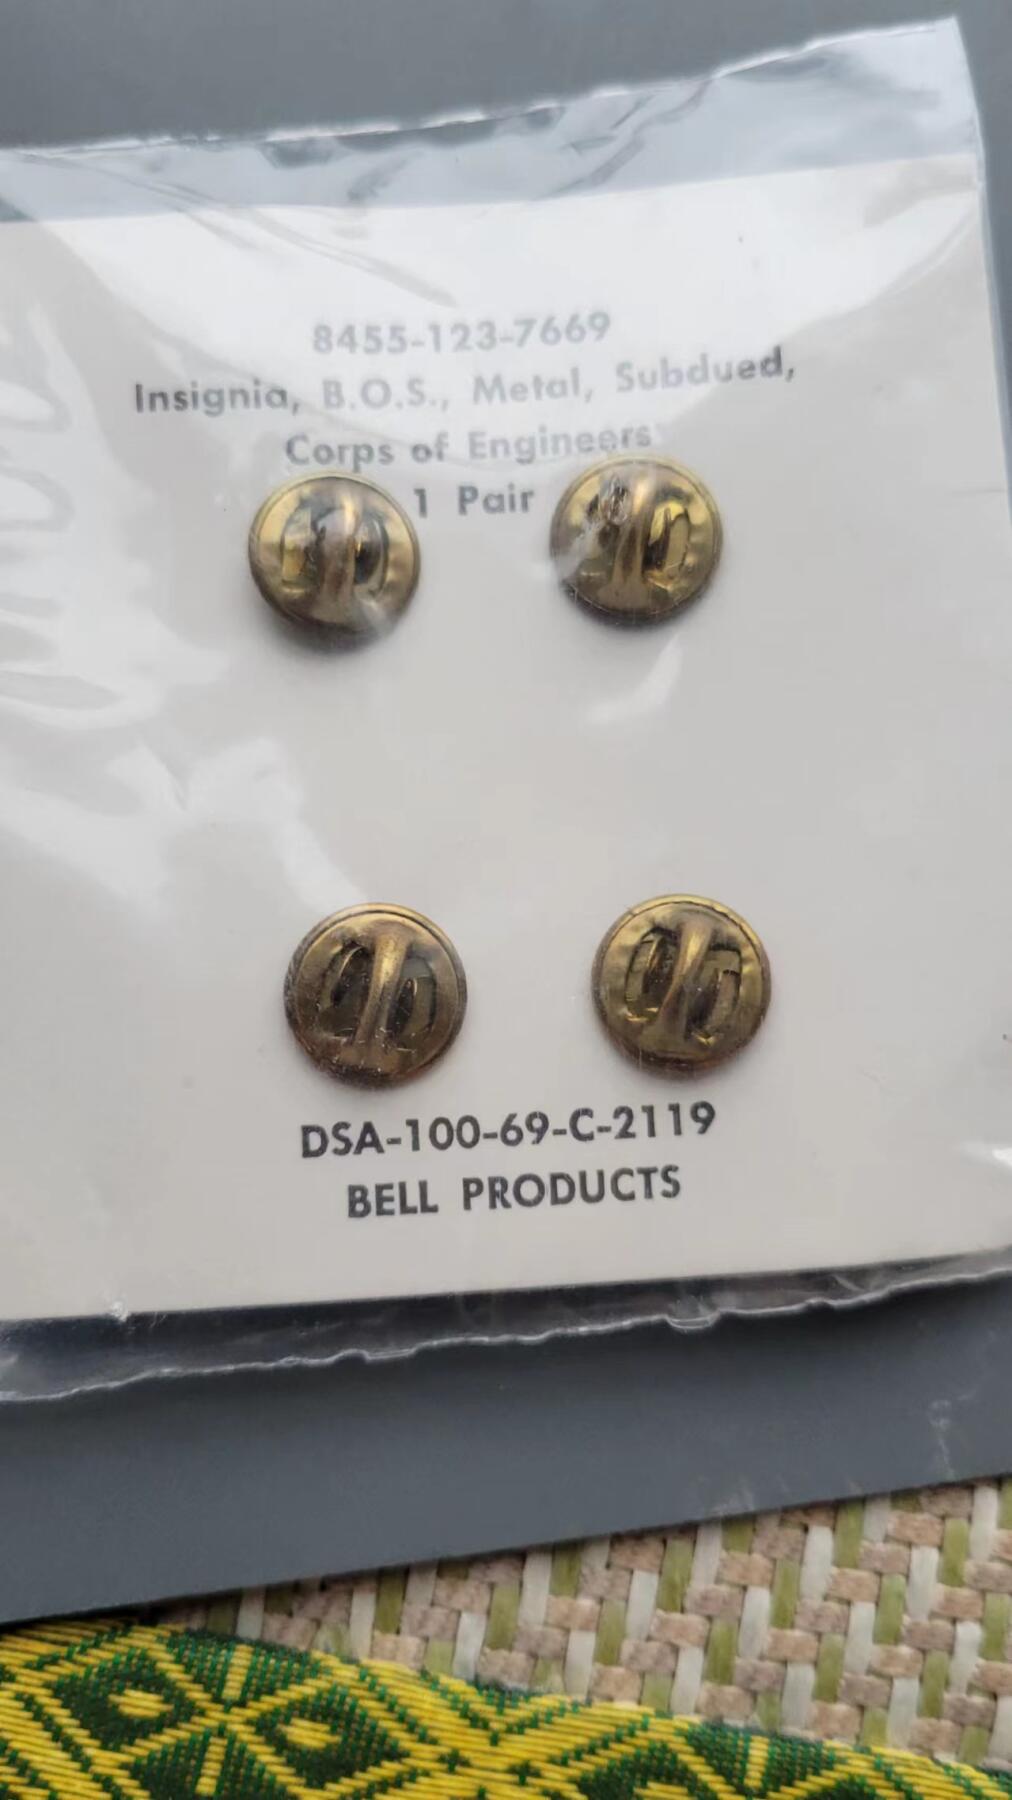 8455-123-7669
Insignia, B.O.S., Metal, Subdued,
Corps of Engineers
1 Pair
DSA-100-69-C-2119
BELL PRODUCTS